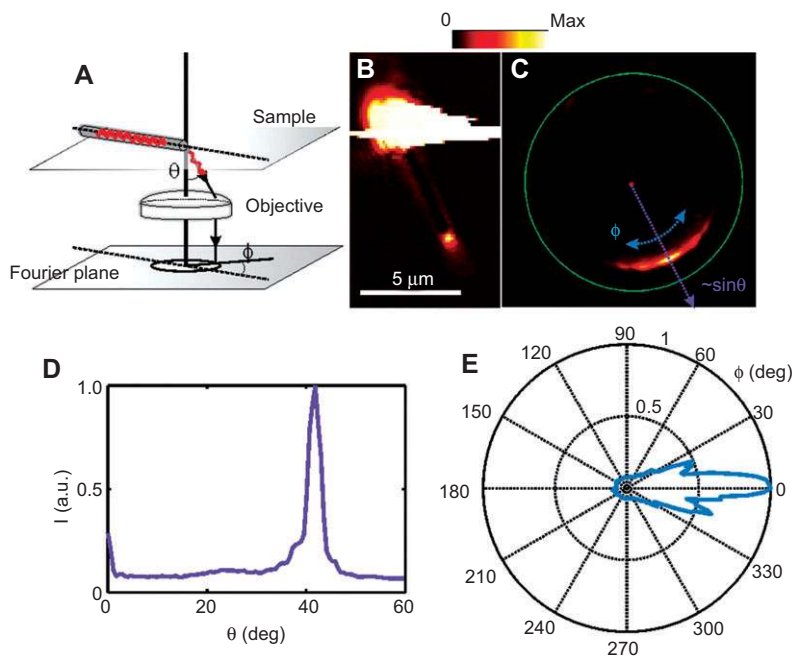 0 Max
A
B
C
Sample
θ
Objective
ϕ
Fourier plane
5 μm
ϕ
~sinθ
D
I (a.u.)
1.0
0.5
0
0 20 40 60
θ (deg)
E
ϕ (deg)
90
1
60
120
0.5
30
150
180
0
210
330
240
300
270